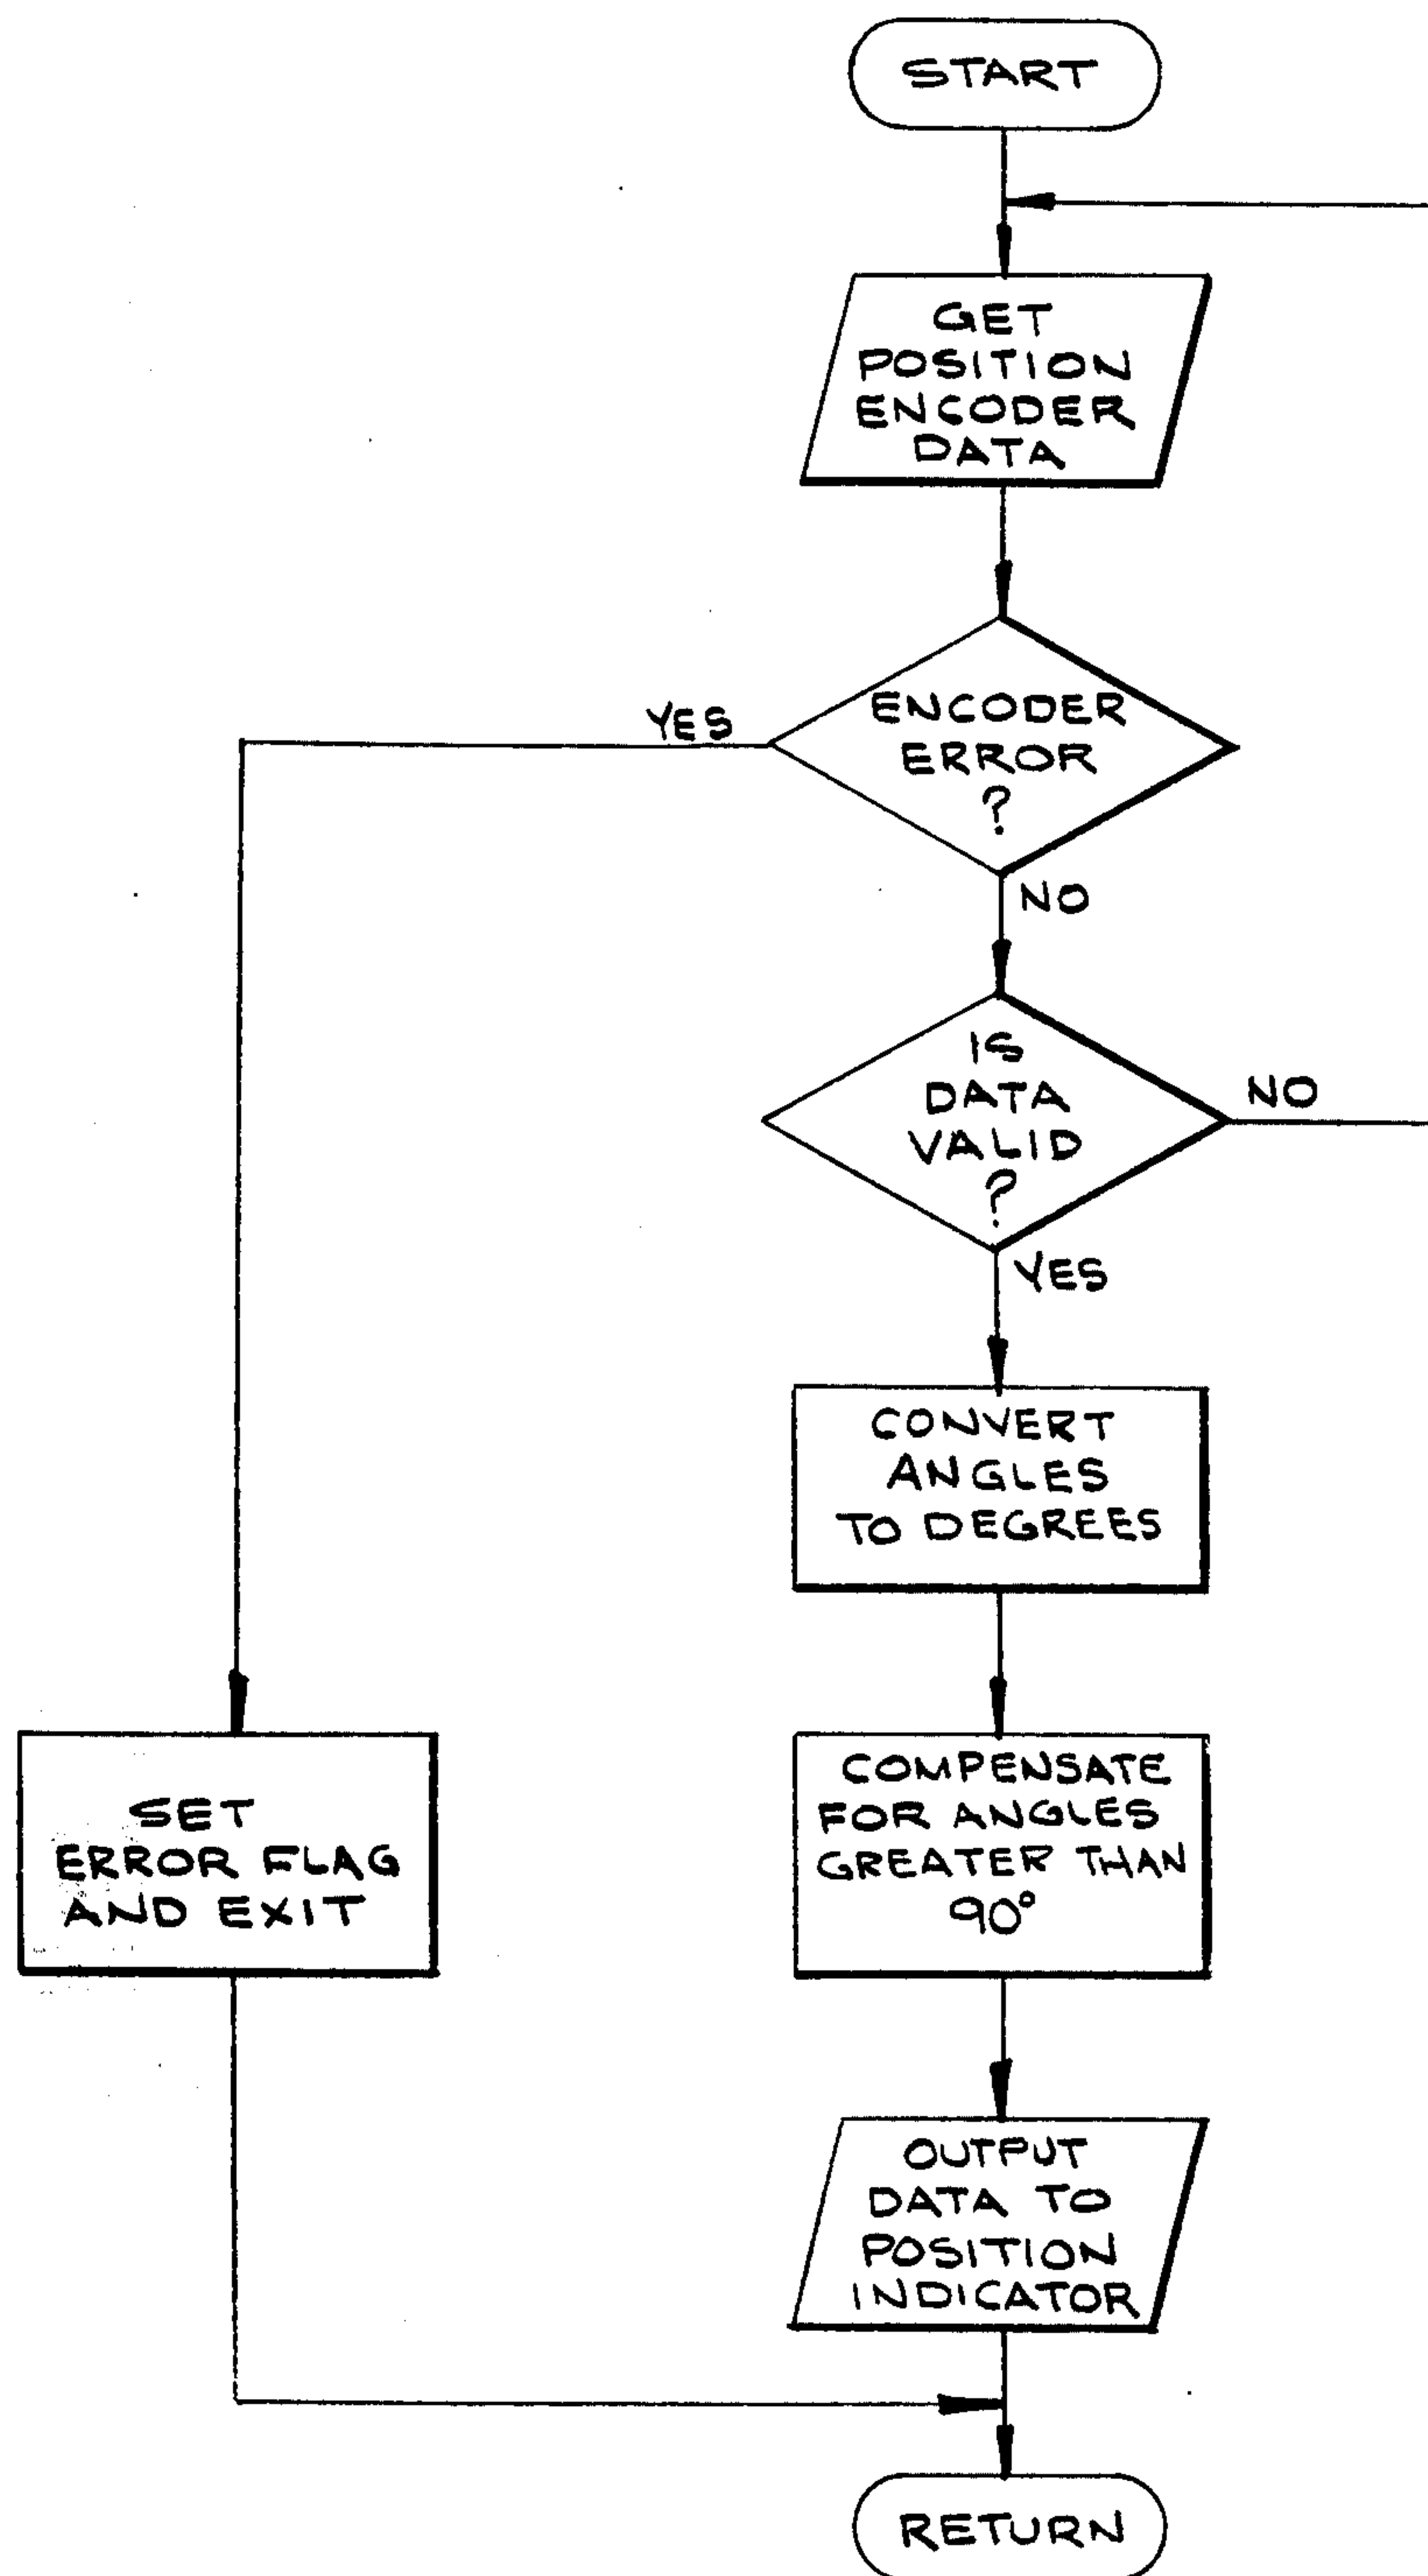 START
GET
POSITION
ENCODER
DATA
ENCODER
ERROR
?
YES
NO
IS
DATA
VALID
?
NO
YES
CONVERT
ANGLES
TO DEGREES
COMPENSATE
FOR ANGLES
GREATER THAN
90°
SET
ERROR FLAG
AND EXIT
OUTPUT
DATA TO
POSITION
INDICATOR
RETURN